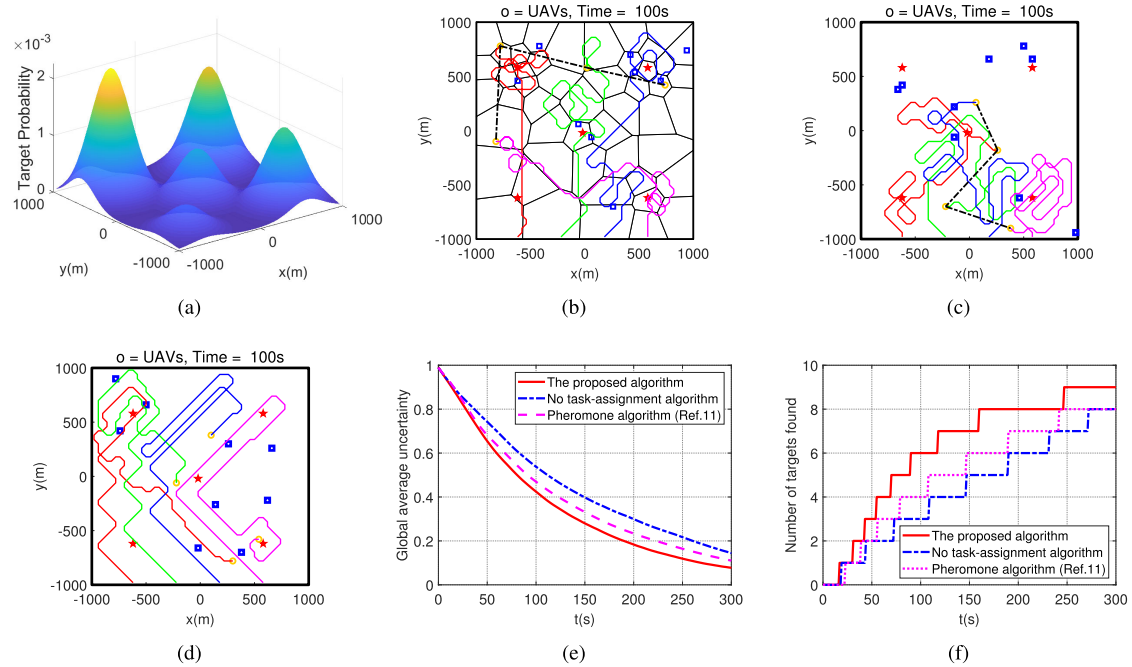 ×10⁻³
Target Probability
2
1
0
1000
0
-1000
y(m)
-1000
0
1000
x(m)
(a)
o = UAVs, Time = 100s
1000
500
0
-500
-1000
y(m)
-1000 -500 0 500 1000
x(m)
(b)
o = UAVs, Time = 100s
1000
500
0
-500
-1000
y(m)
-1000 -500 0 500 1000
x(m)
(c)
o = UAVs, Time = 100s
1000
500
0
-500
-1000
y(m)
-1000 -500 0 500 1000
x(m)
(d)
Global average uncertainty
1
0.8
0.6
0.4
0.2
0
The proposed algorithm
No task-assignment algorithm
Pheromone algorithm (Ref.11)
0 50 100 150 200 250 300
t(s)
(e)
Number of targets found
10
8
6
4
2
0
The proposed algorithm
No task-assignment algorithm
Pheromone algorithm (Ref.11)
0 50 100 150 200 250 300
t(s)
(f)